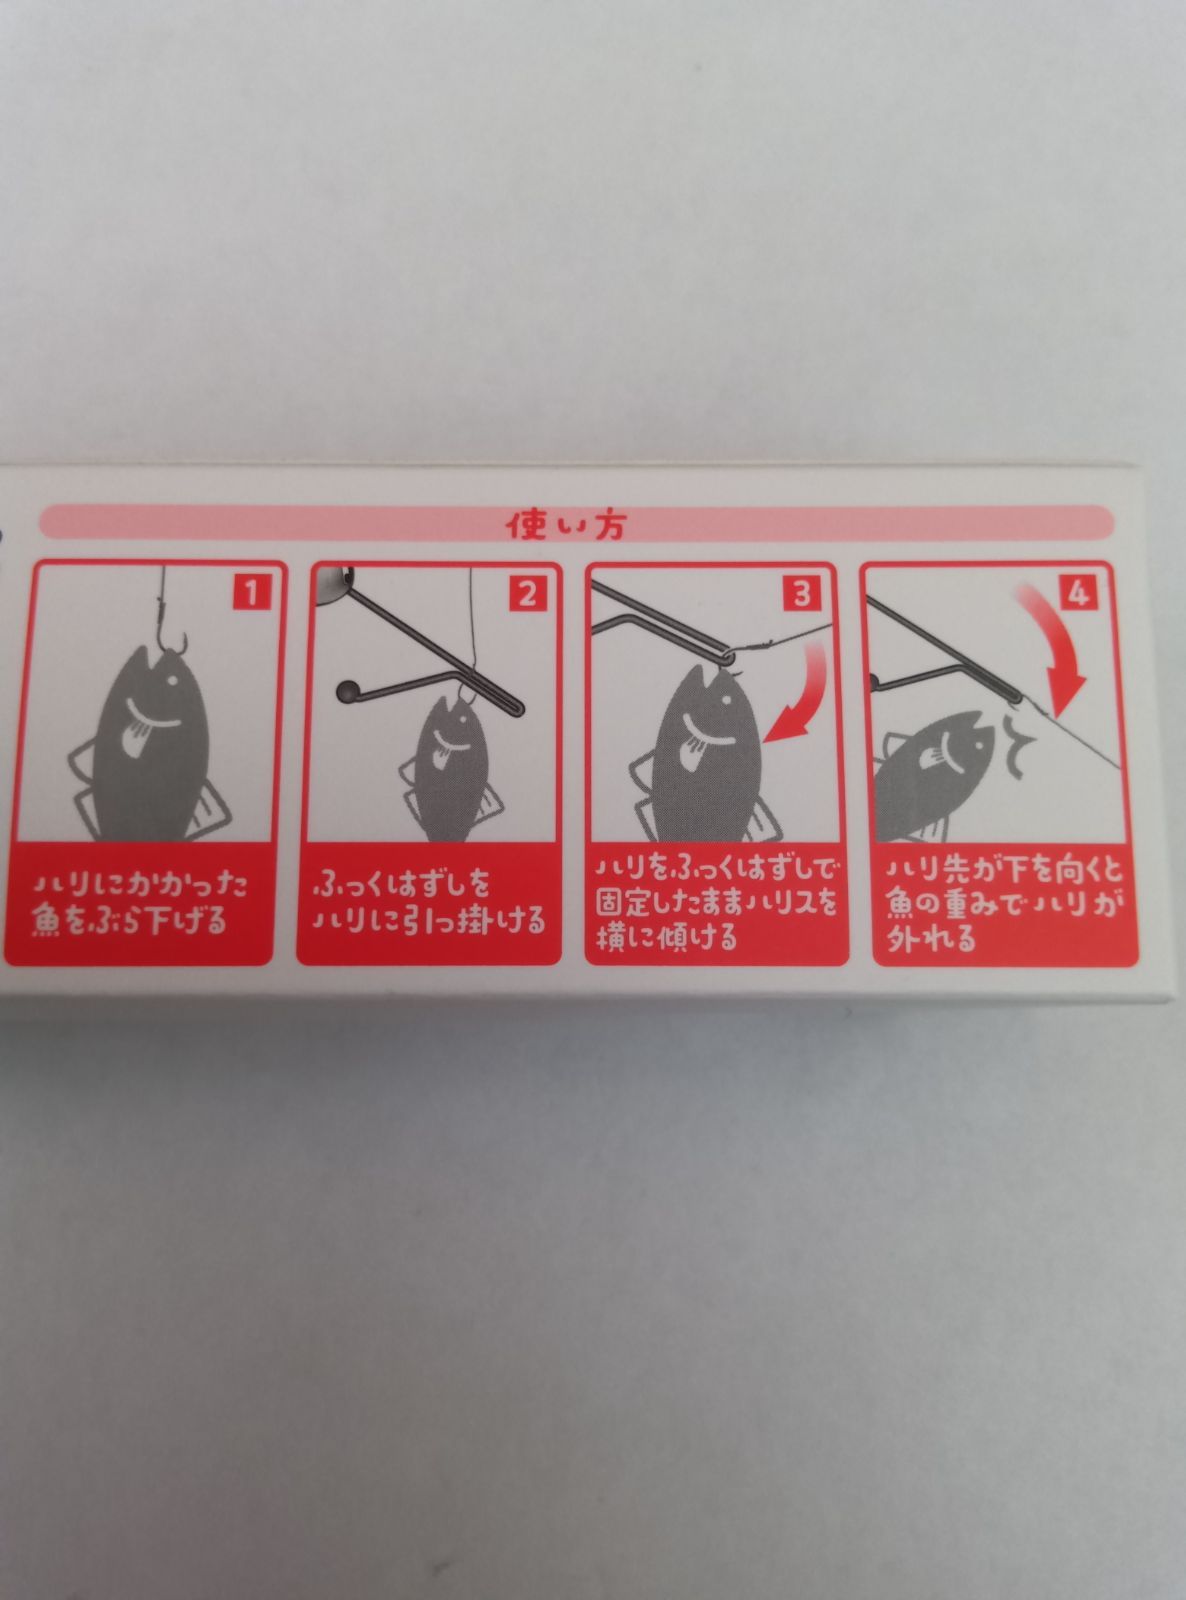 使い方
1
ハリにかかった
魚をぶら下げる
2
ふっくはずしを
ハリに引っ掛ける
3
ハリをふっくはずしで
固定したままハリスを
横に傾ける
4
ハリ先が下を向くと
魚の重みでハリが
外れる